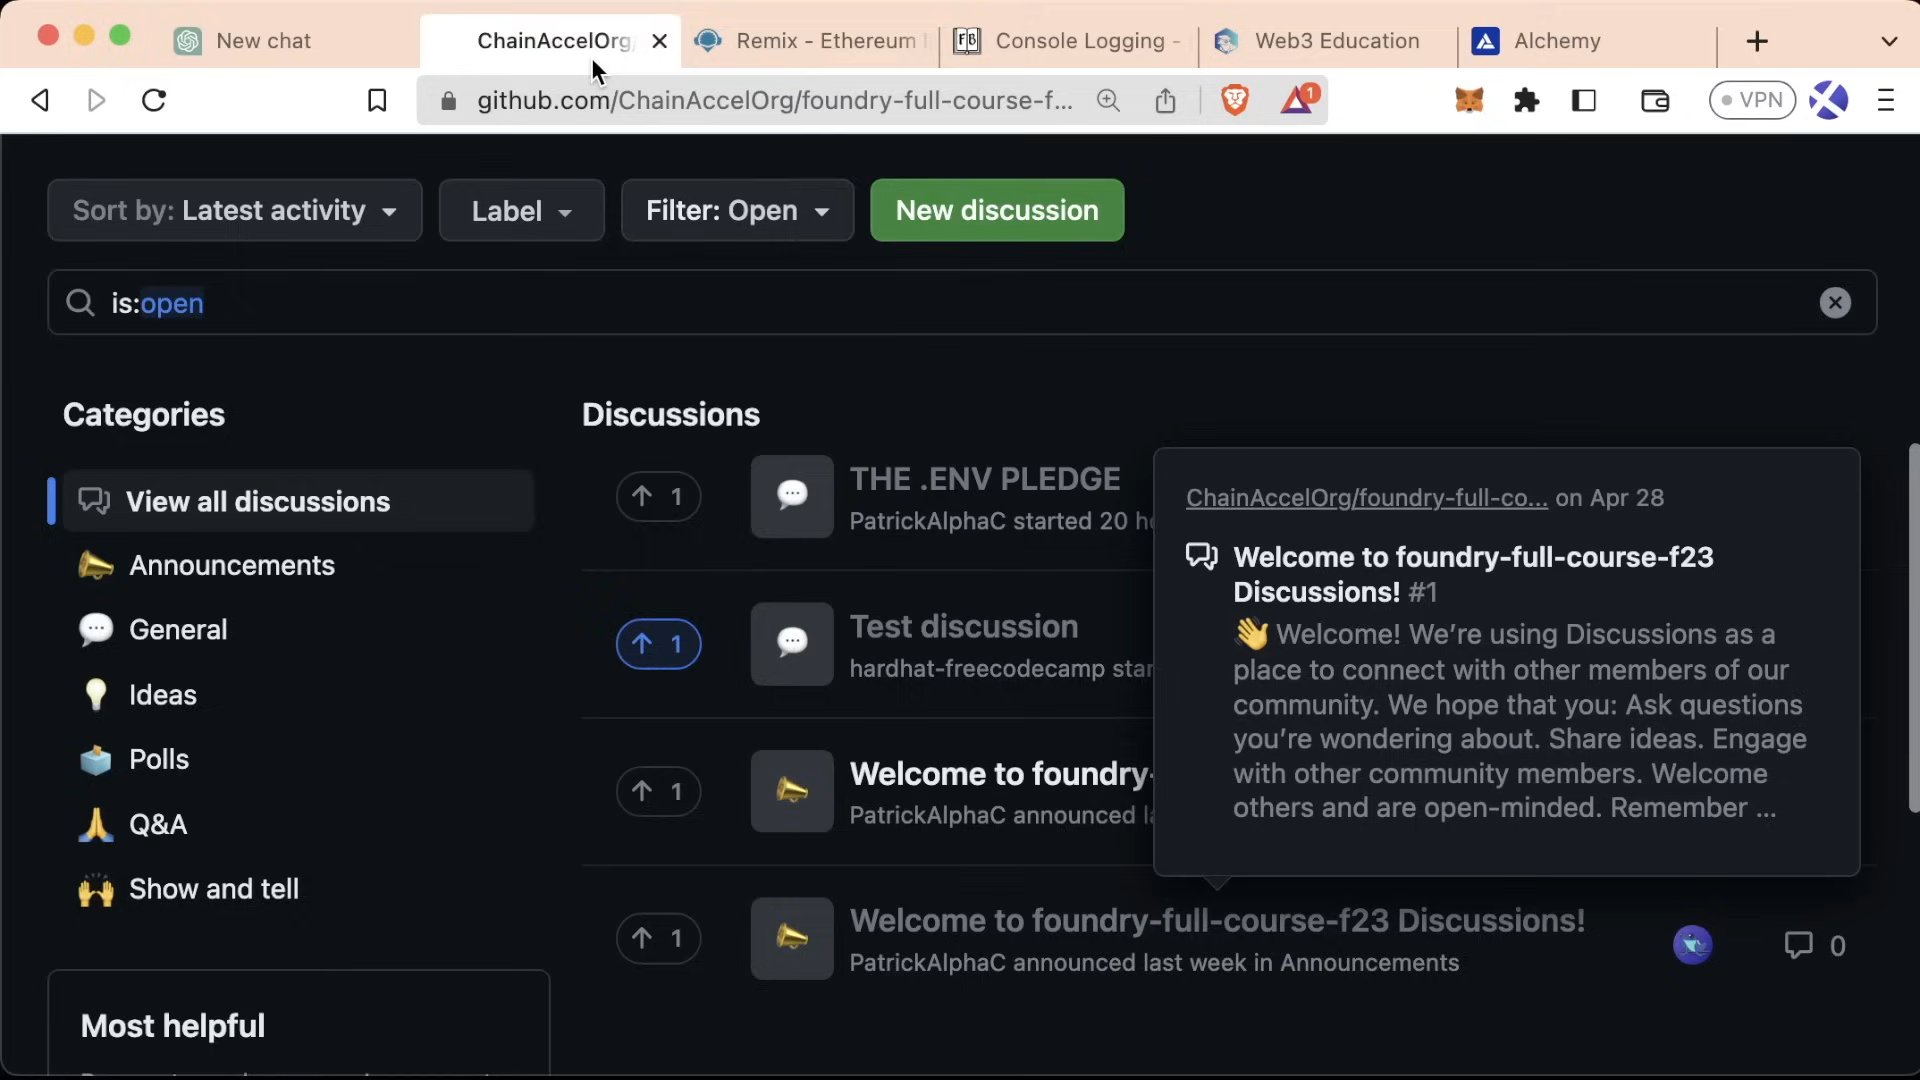 New chat
ChainAccelOrg/
Remix - Ethereum
Console Logging -
Web3 Education
Alchemy
github.com/ChainAccelOrg/foundry-full-course-f...
1
VPN
Sort by: Latest activity
Label
Filter: Open
New discussion
is:open
Categories
View all discussions
Announcements
General
Ideas
Polls
Q&A
Show and tell
Most helpful
Discussions
1
THE .ENV PLEDGE
PatrickAlphaC started 20
1
Test discussion
hardhat-freecodecamp
1
Welcome to foundry-
PatrickAlphaC announced
1
Welcome to foundry-full-course-f23 Discussions!
PatrickAlphaC announced last week in Announcements
0
ChainAccelOrg/foundry-full-co... on Apr 28
Welcome to foundry-full-course-f23
Discussions! #1
👋 Welcome! We're using Discussions as a
place to connect with other members of our
community. We hope that you: Ask questions
you're wondering about. Share ideas. Engage
with other community members. Welcome
others and are open-minded. Remember ...